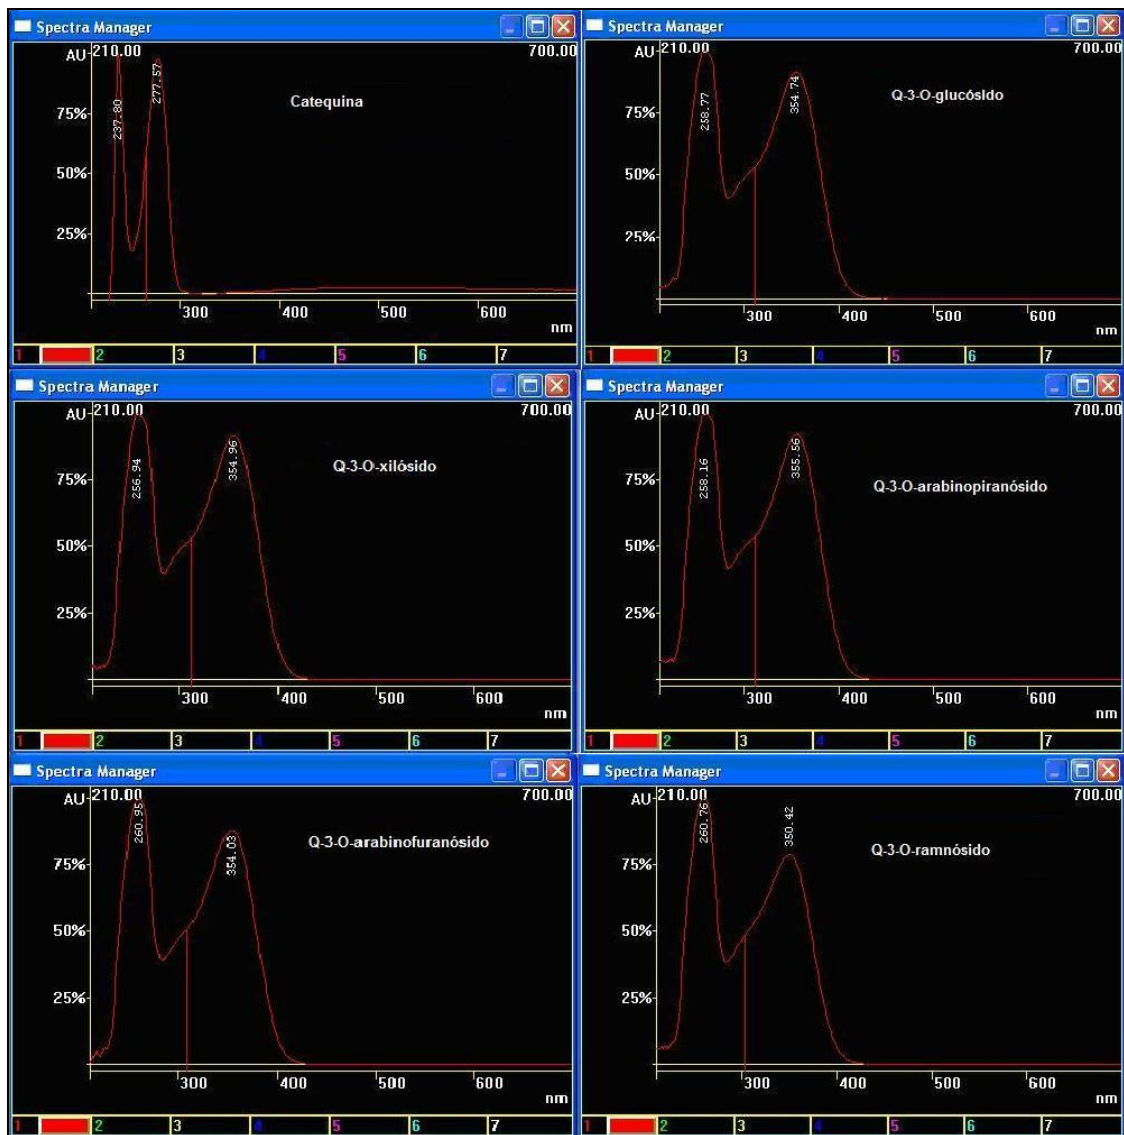 Spectra Manager
AU 210.00 700.00
237.80
277.57
Catequina
75%
50%
25%
300 400 500 600
nm
1 2 3 4 5 6 7
Spectra Manager
AU 210.00 700.00
258.77
354.74
Q-3-O-glucósido
75%
50%
25%
300 400 500 600
nm
1 2 3 4 5 6 7
Spectra Manager
AU 210.00 700.00
256.94
354.96
Q-3-O-xilósido
75%
50%
25%
300 400 500 600
nm
1 2 3 4 5 6 7
Spectra Manager
AU 210.00 700.00
258.16
355.56
Q-3-O-arabinopiranósido
75%
50%
25%
300 400 500 600
nm
1 2 3 4 5 6 7
Spectra Manager
AU 210.00 700.00
260.95
354.03
Q-3-O-arabinofuranósido
75%
50%
25%
300 400 500 600
nm
1 2 3 4 5 6 7
Spectra Manager
AU 210.00 700.00
260.76
350.42
Q-3-O-ramnósido
75%
50%
25%
300 400 500 600
nm
1 2 3 4 5 6 7